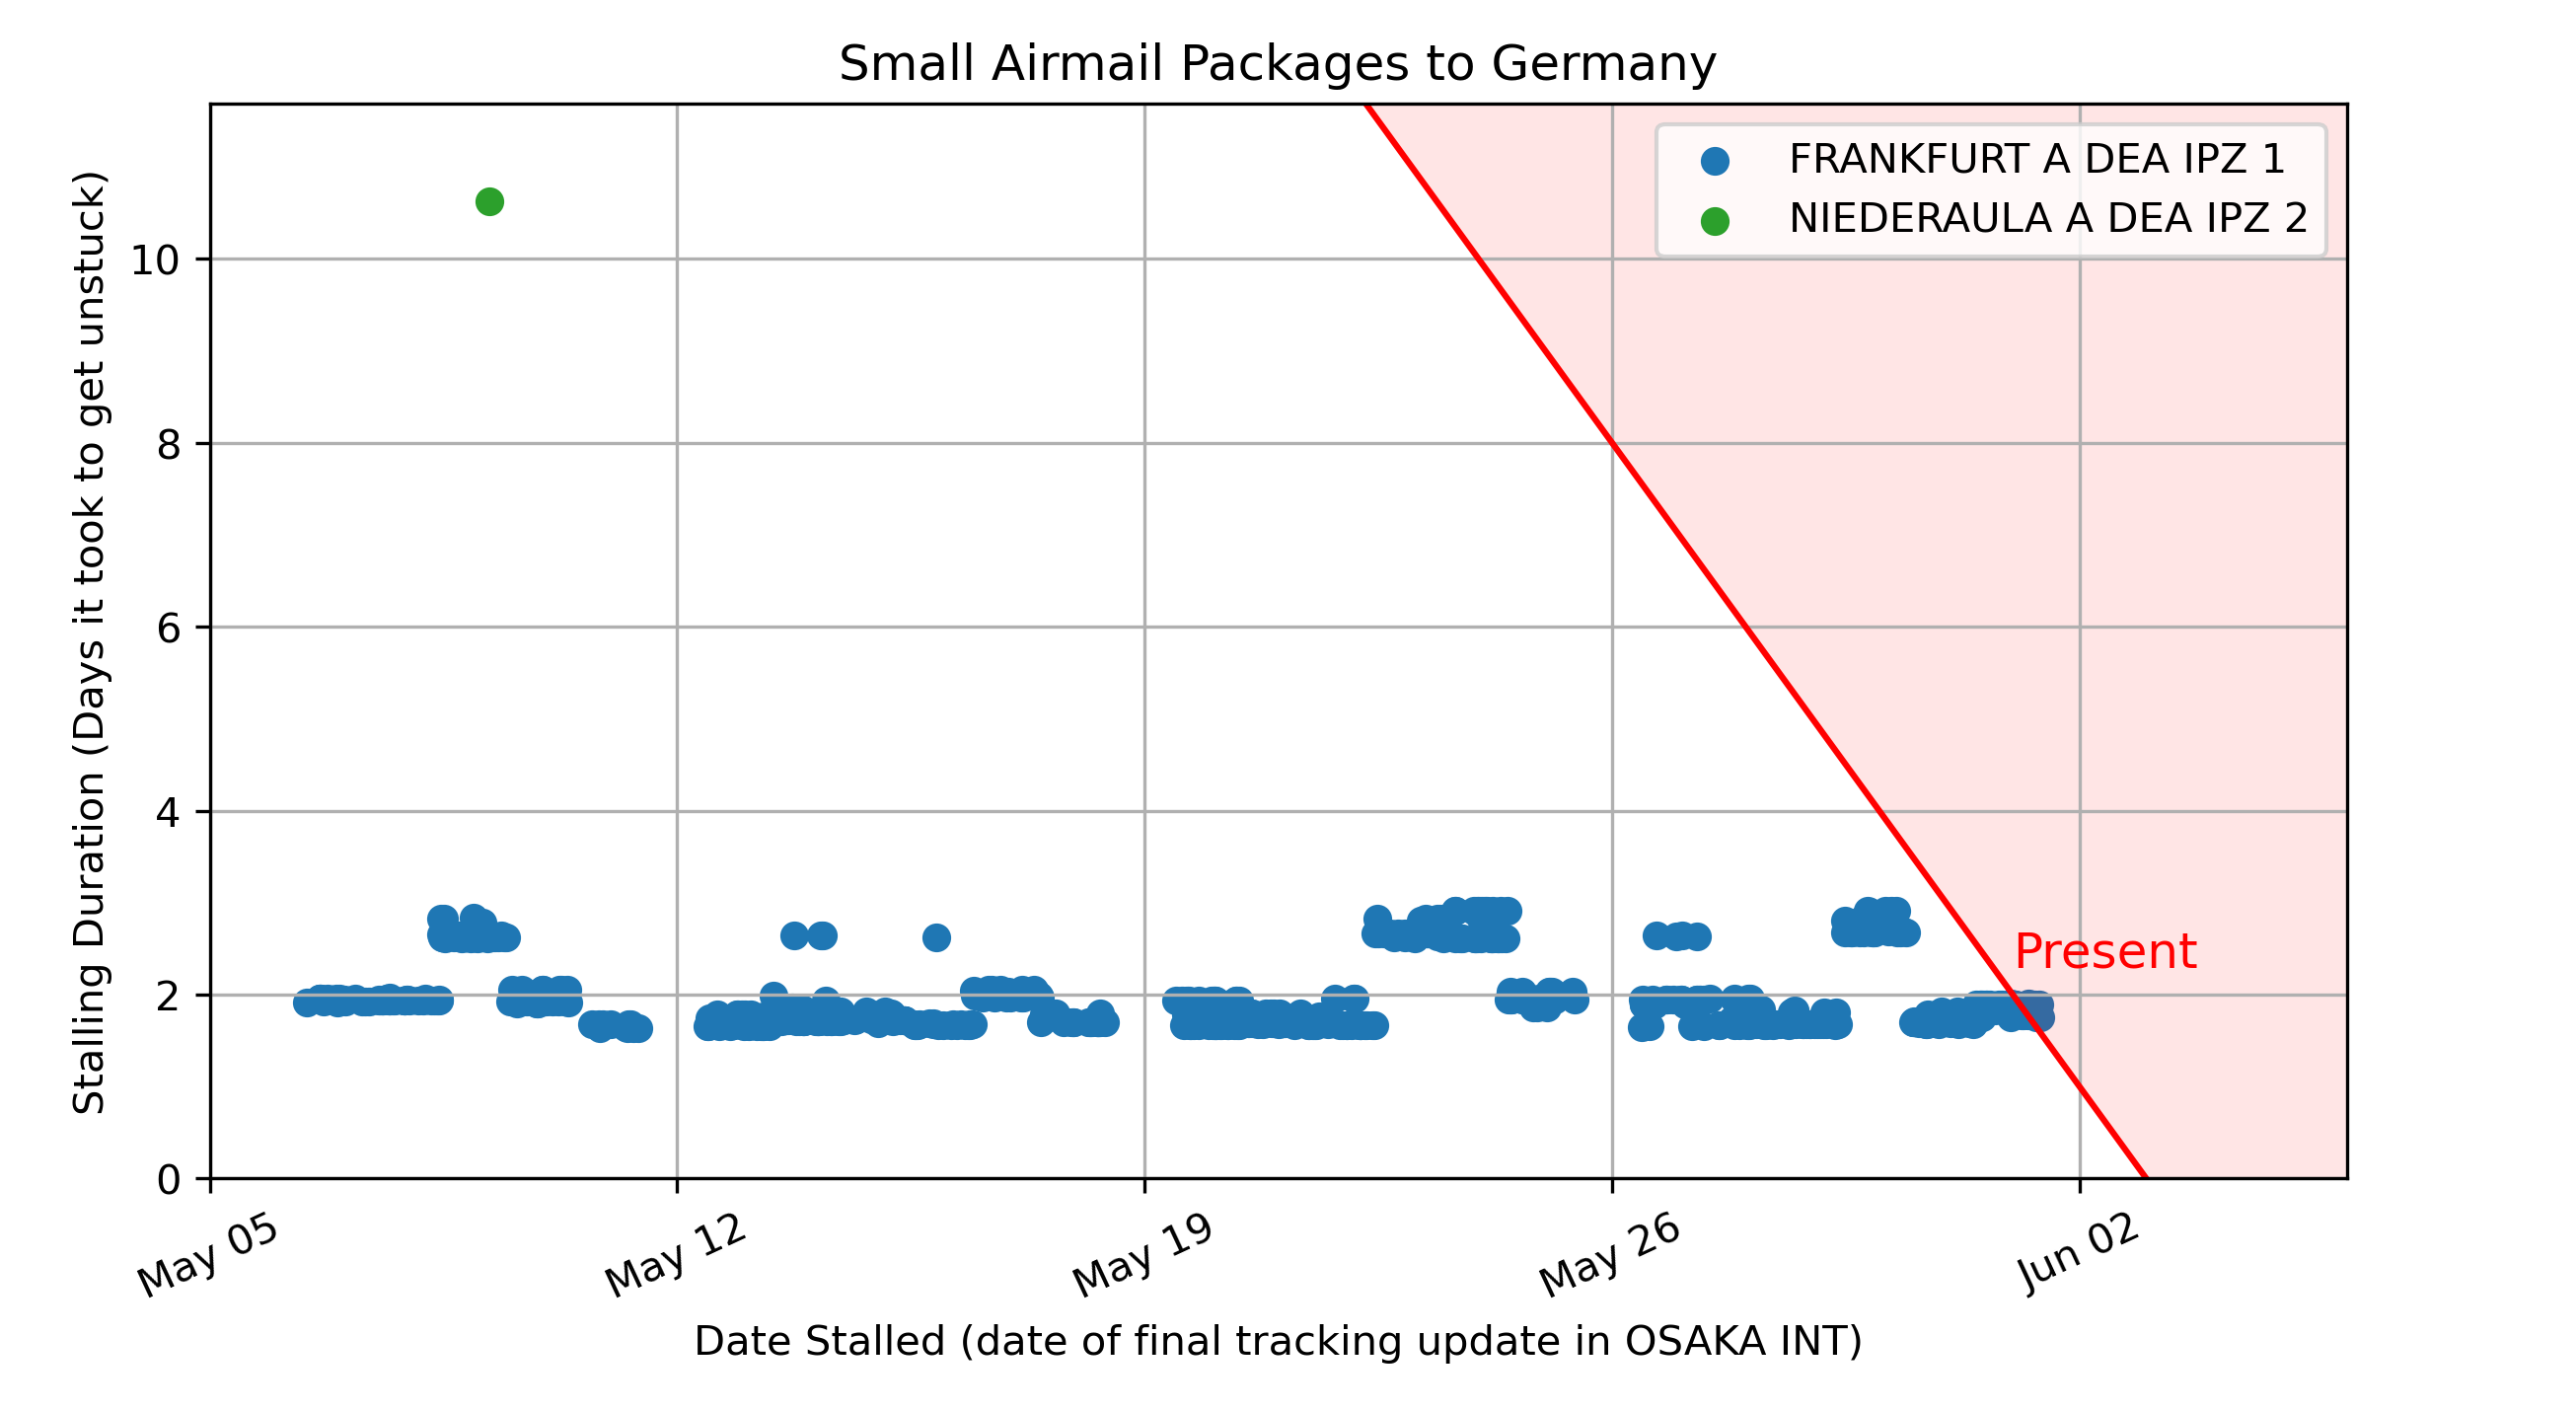 Small Airmail Packages to Germany
Stalling Duration (Days it took to get unstuck)
10
8
6
4
2
0
FRANKFURT A DEA IPZ 1
NIEDERAULA A DEA IPZ 2
Present
May 05
May 12
May 19
May 26
Jun 02
Date Stalled (date of final tracking update in OSAKA INT)